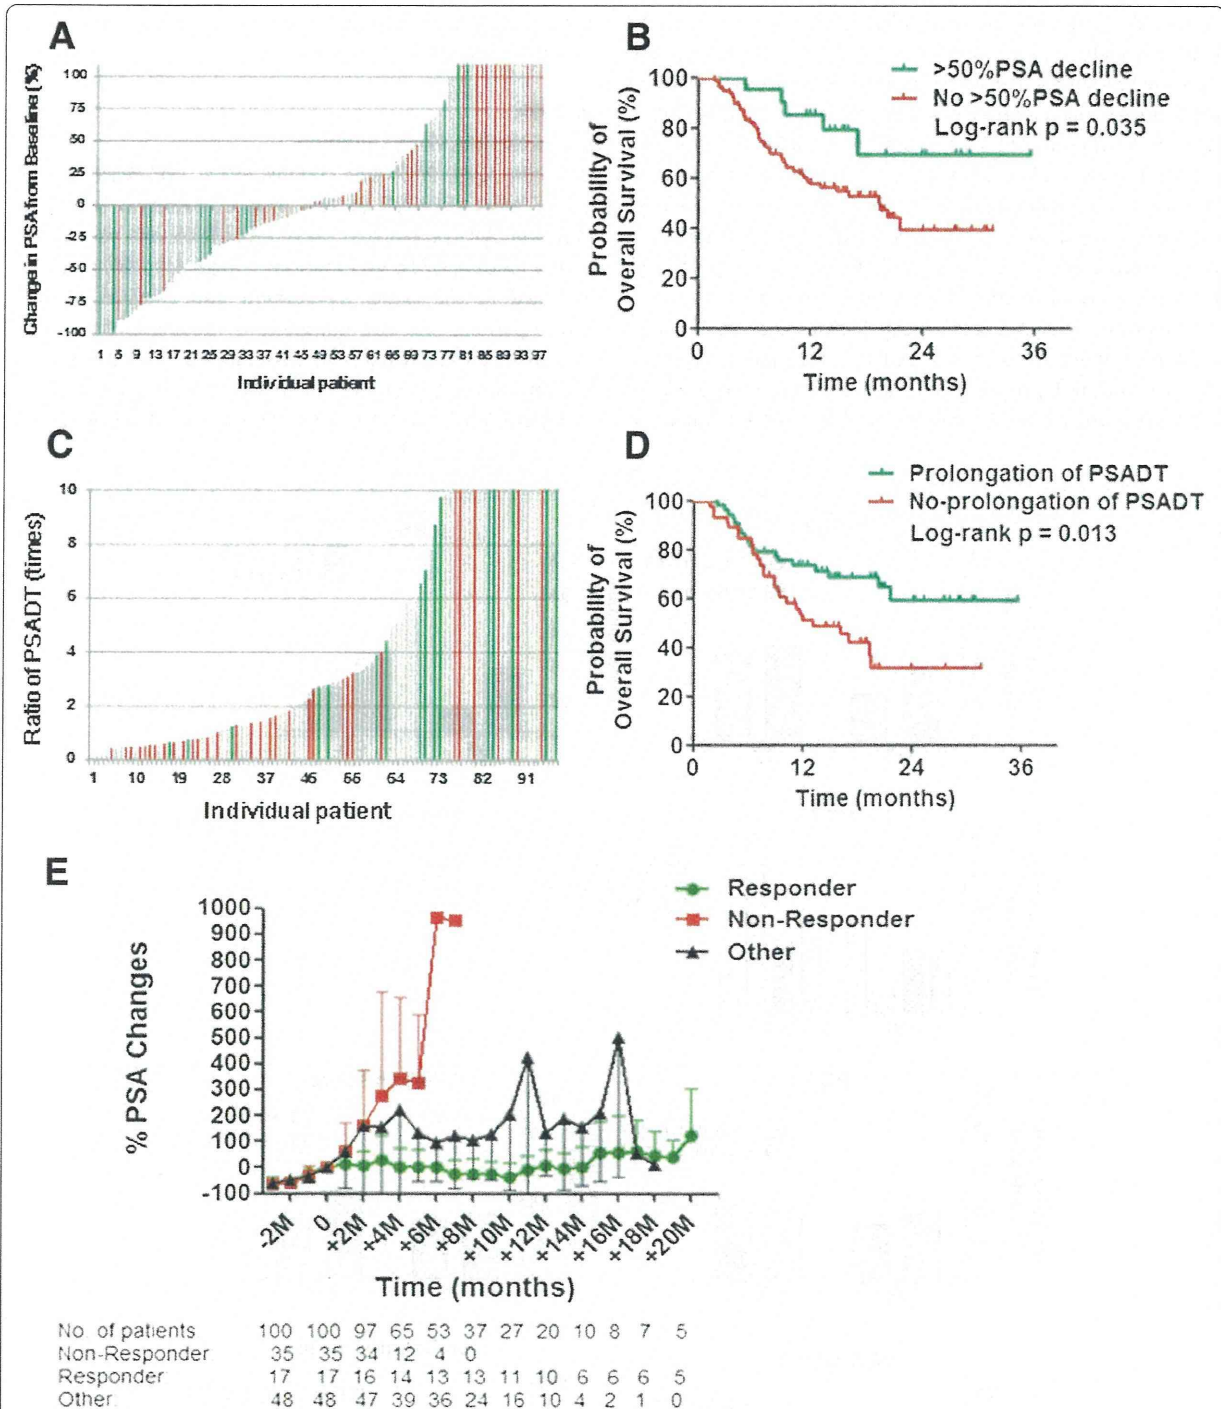 A
Change in PSA from Baseline (%)
100
75
50
25
0
-25
-50
-75
-100
1 5 9 13 17 21 25 29 33 37 41 45 49 53 57 61 65 69 73 77 81 85 89 93 97
Individual patient
B
>50%PSA decline
No >50%PSA decline
Log-rank p = 0.035
Probability of
Overall Survival (%)
100
80
60
40
20
0
0 12 24 36
Time (months)
C
Ratio of PSADT (times)
10
8
6
4
2
0
1 10 19 28 37 46 55 64 73 82 91
Individual patient
D
Prolongation of PSADT
No-prolongation of PSADT
Log-rank p = 0.013
Probability of
Overall Survival (%)
100
80
60
40
20
0
0 12 24 36
Time (months)
E
Responder
Non-Responder
Other
% PSA Changes
1000
900
800
700
600
500
400
300
200
100
0
-100
-2M 0 +2M +4M +6M +8M +10M +12M +14M +16M +18M +20M
Time (months)
No. of patients 100 100 97 65 53 37 27 20 10 8 7 5
Non-Responder 35 35 34 12 4 0
Responder 17 17 16 14 13 13 11 10 6 6 6 5
Other. 48 48 47 39 36 24 16 10 4 2 1 0